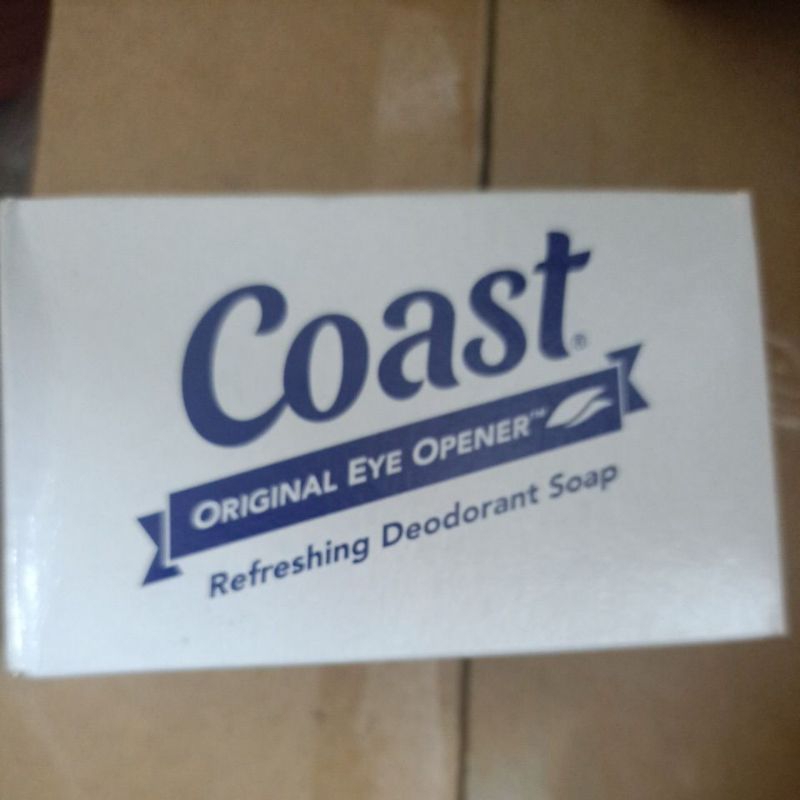 Coast®
ORIGINAL EYE OPENER™
Refreshing Deodorant Soap